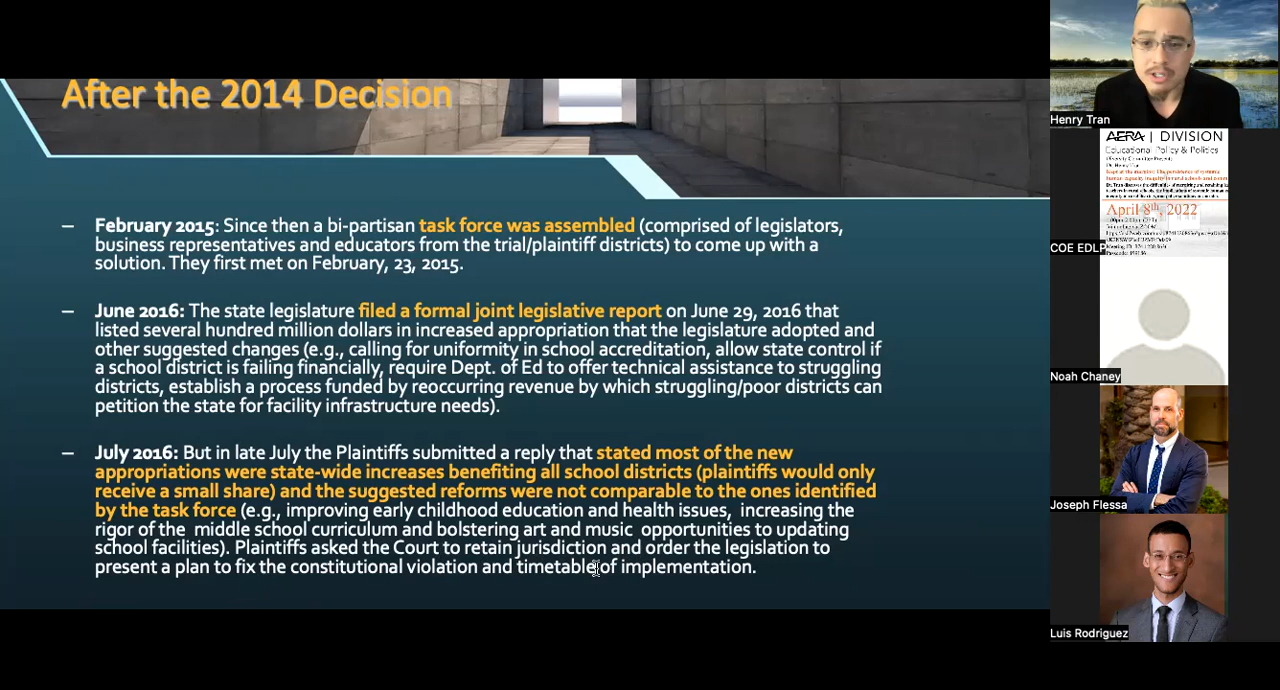 After the 2014 Decision
– February 2015: Since then a bi-partisan task force was assembled (comprised of legislators,
business representatives and educators from the trial/plaintiff districts) to come up with a
solution. They first met on February, 23, 2015.
– June 2016: The state legislature filed a formal joint legislative report on June 29, 2016 that
listed several hundred million dollars in increased appropriation that the legislature adopted and
other suggested changes (e.g., calling for uniformity in school accreditation, allow state control if
a school district is failing financially, require Dept. of Ed to offer technical assistance to struggling
districts, establish a process funded by reoccurring revenue by which struggling/poor districts can
petition the state for facility infrastructure needs).
– July 2016: But in late July the Plaintiffs submitted a reply that stated most of the new
appropriations were state-wide increases benefiting all school districts (plaintiffs would only
receive a small share) and the suggested reforms were not comparable to the ones identified
by the task force (e.g., improving early childhood education and health issues, increasing the
rigor of the middle school curriculum and bolstering art and music opportunities to updating
school facilities). Plaintiffs asked the Court to retain jurisdiction and order the legislation to
present a plan to fix the constitutional violation and timetable of implementation.
Henry Tran
AERA | DIVISION
Educational Policy & Politics
Diversity Committee Presents
Dr. Henry Tran
April 8th, 2022
COE EDLP
Noah Chaney
Joseph Flessa
Luis Rodriguez